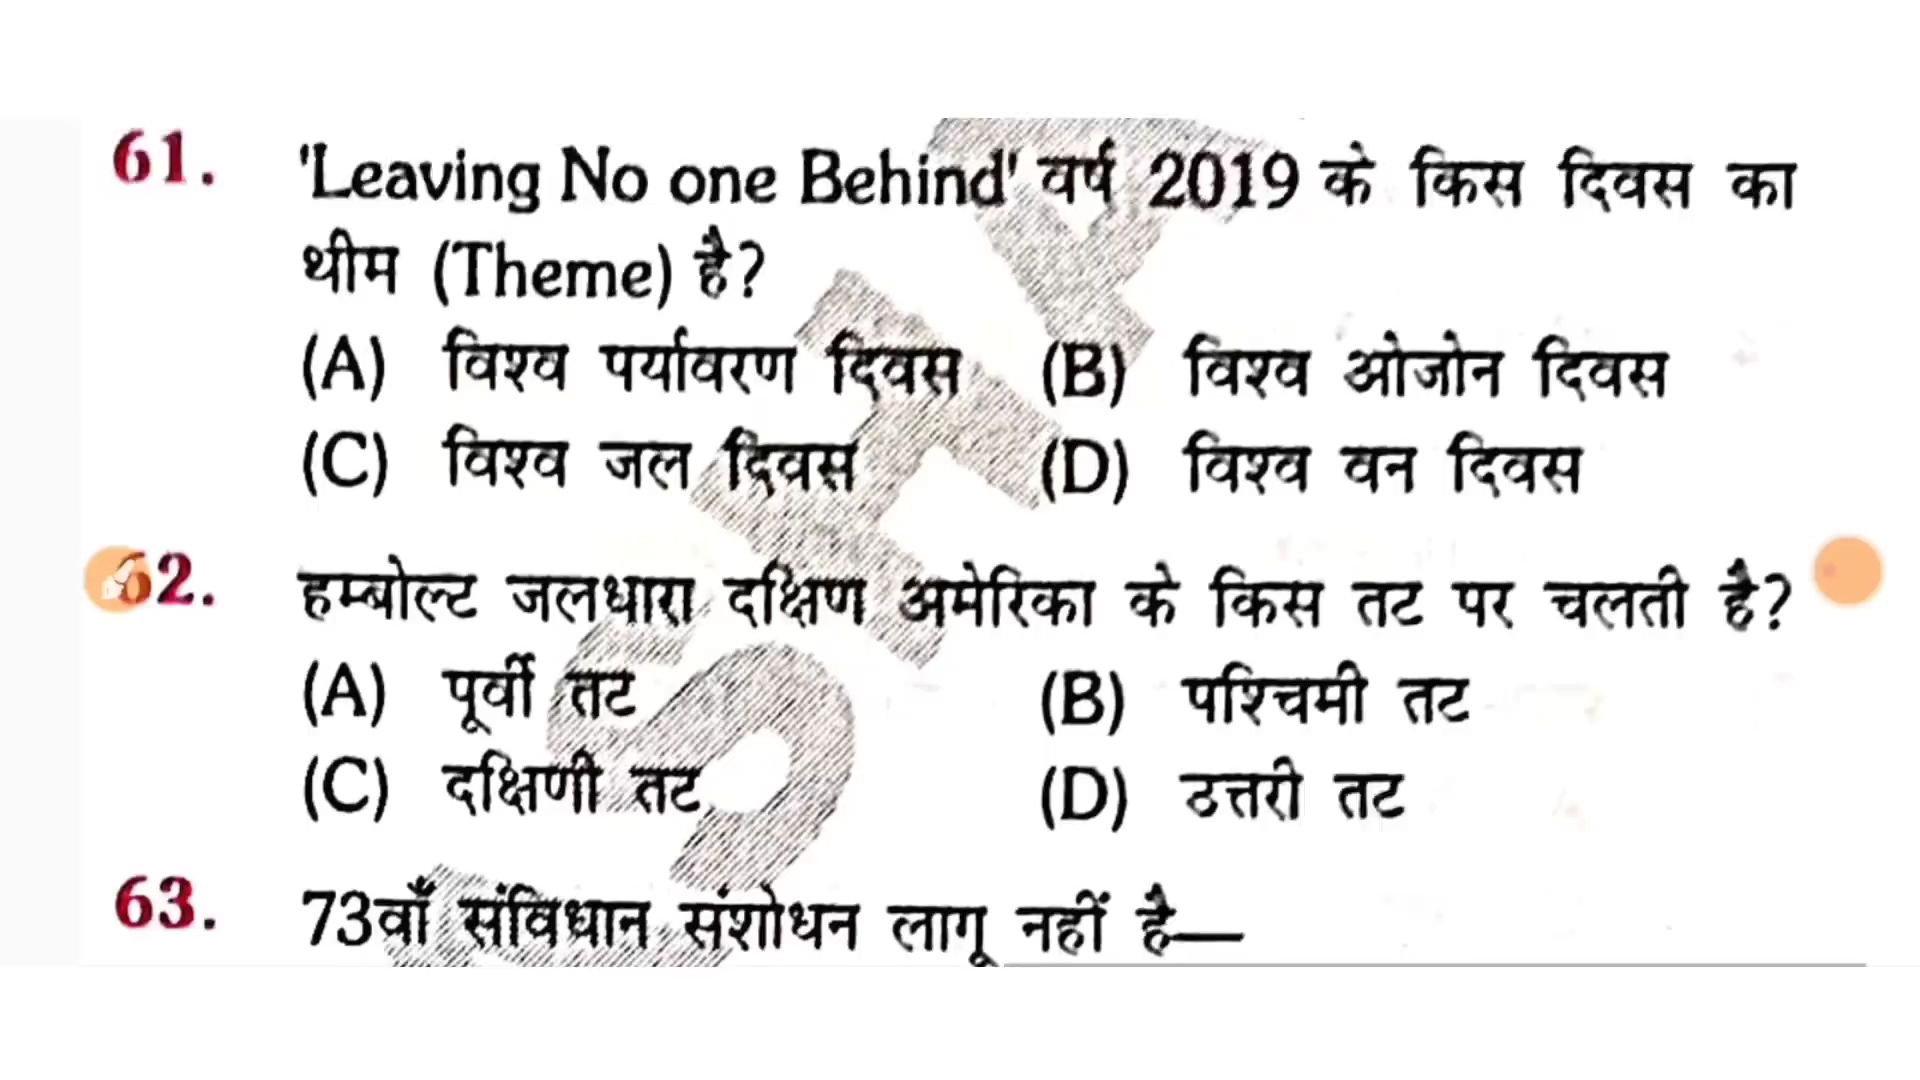 61. 'Leaving No one Behind' वर्ष 2019 के किस दिवस का
थीम (Theme) है?
(A) विश्व पर्यावरण दिवस (B) विश्व ओजोन दिवस
(C) विश्व जल दिवस (D) विश्व वन दिवस
62. हम्बोल्ट जलधारा दक्षिण अमेरिका के किस तट पर चलती है?
(A) पूर्वी तट (B) पश्चिमी तट
(C) दक्षिणी तट (D) उत्तरी तट
63. 73वाँ संविधान संशोधन लागू नहीं है—